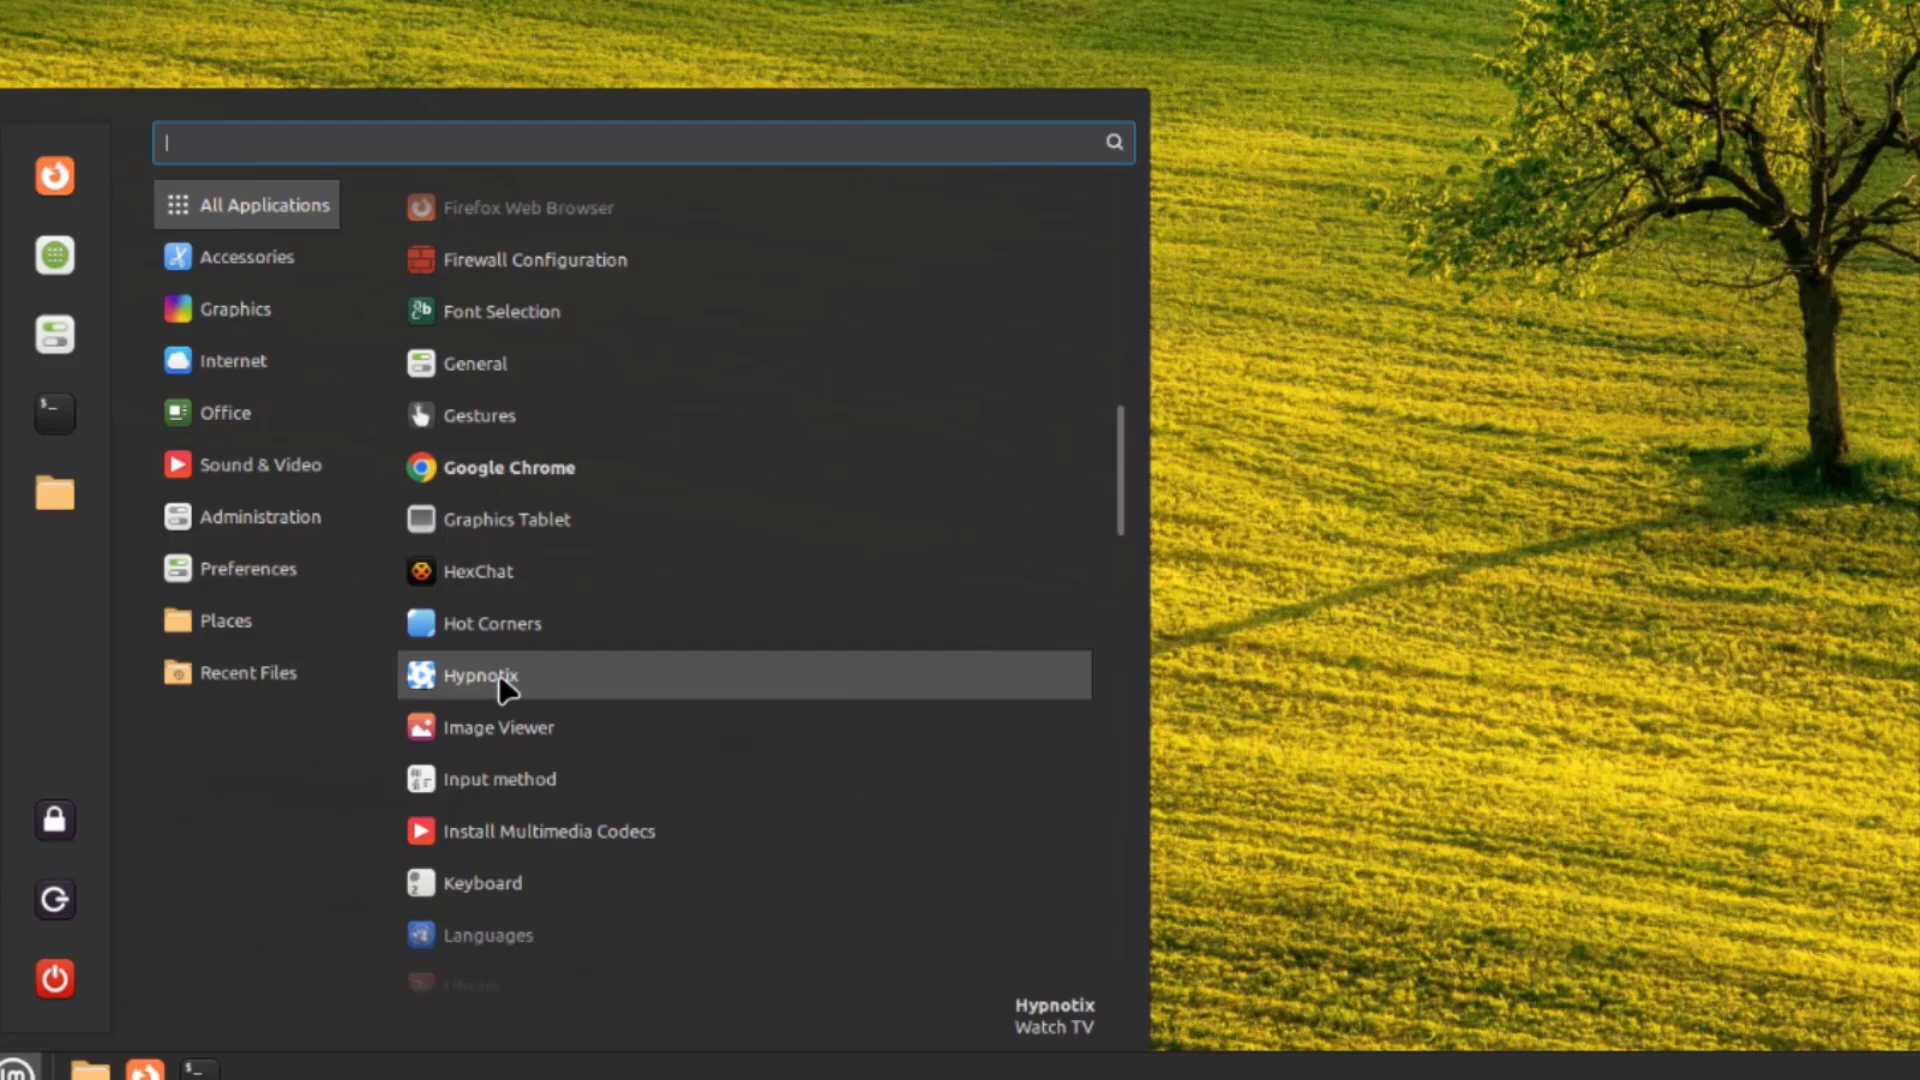 All Applications
Accessories
Graphics
Internet
Office
Sound & Video
Administration
Preferences
Places
Recent Files
Firefox Web Browser
Firewall Configuration
Font Selection
General
Gestures
Google Chrome
Graphics Tablet
HexChat
Hot Corners
Hypnotix
Image Viewer
Input method
Install Multimedia Codecs
Keyboard
Languages
Hypnotix
Watch TV